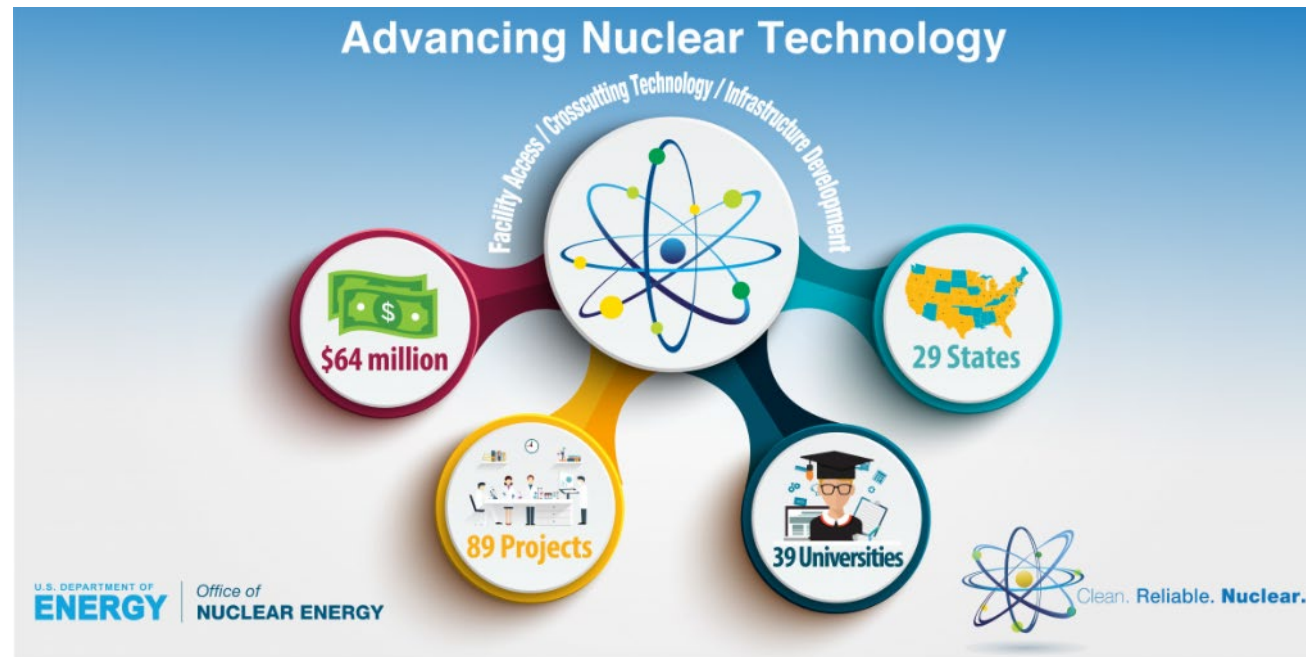 Advancing Nuclear Technology
Facility Access / Crosscutting Technology / Infrastructure Development
$
$64 million
29 States
89 Projects
39 Universities
U.S. DEPARTMENT OF
ENERGY
Office of
NUCLEAR ENERGY
Clean. Reliable. Nuclear.